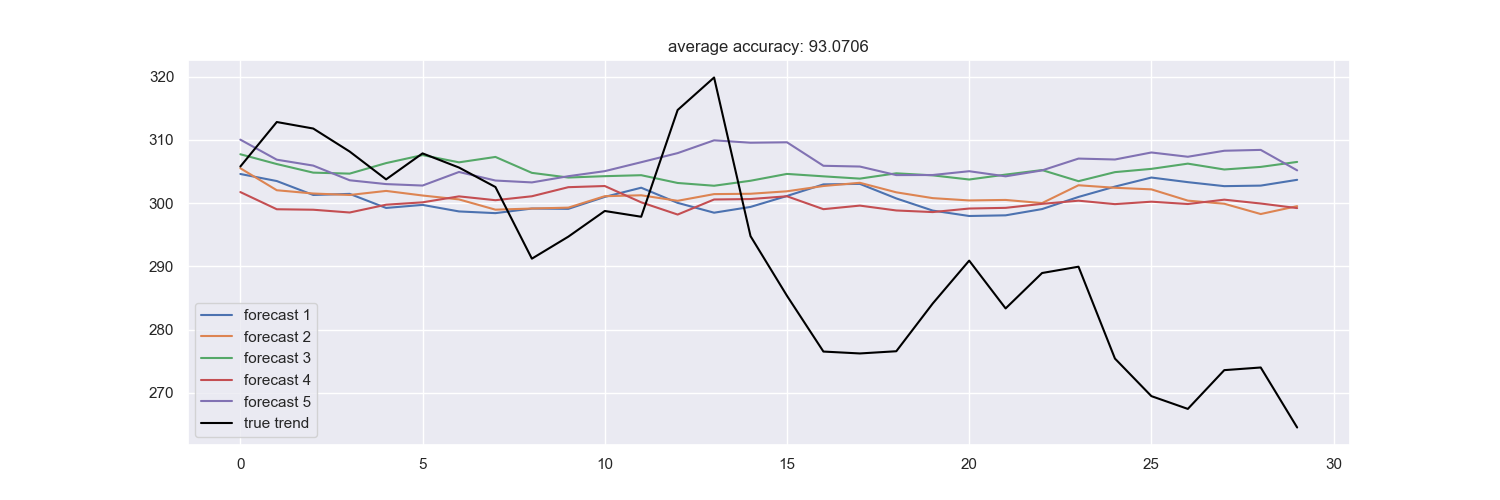 average accuracy: 93.0706
320
310
300
290
280
270
forecast 1
forecast 2
forecast 3
forecast 4
forecast 5
true trend
0 5 10 15 20 25 30